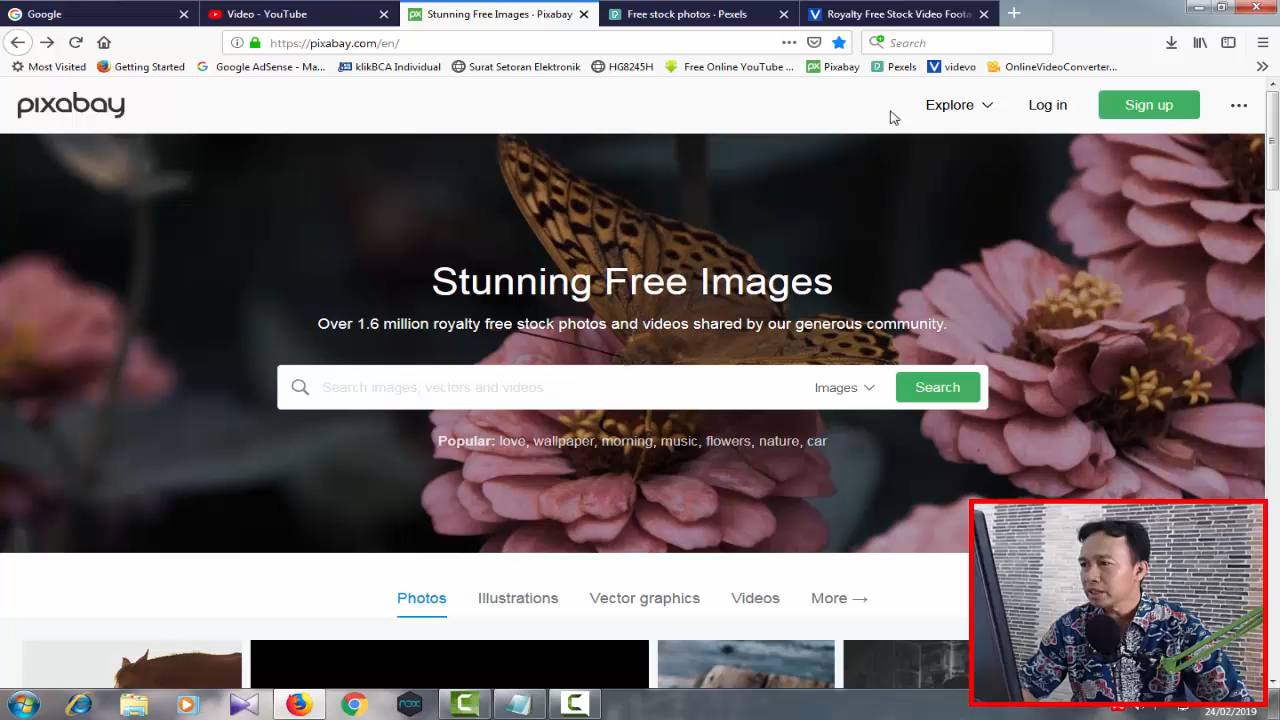 Google
Video - YouTube
Stunning Free Images - Pixabay
Free stock photos · Pexels
Royalty Free Stock Video Foota
https://pixabay.com/en/
Search
Most Visited
Getting Started
Google AdSense - Ma...
klikBCA Individual
Surat Setoran Elektronik
HG8245H
Free Online YouTube ...
Pixabay
Pexels
videvo
OnlineVideoConverter...
pixabay
Explore
Log in
Sign up
Stunning Free Images
Over 1.6 million royalty free stock photos and videos shared by our generous community.
Search images, vectors and videos
Images
Search
Popular: love, wallpaper, morning, music, flowers, nature, car
Photos
Illustrations
Vector graphics
Videos
More →
nox
24/02/2019